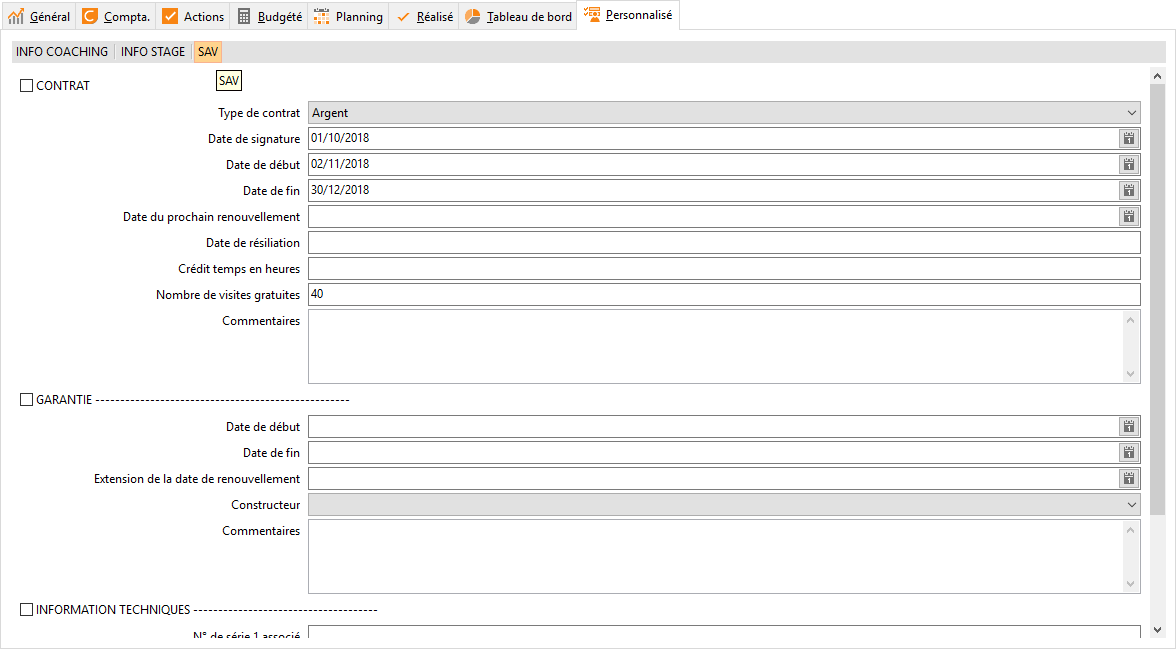 Général Compta. Actions Budgété Planning Réalisé Tableau de bord Personnalisé
INFO COACHING INFO STAGE SAV
SAV
CONTRAT
Type de contrat Argent
Date de signature 01/10/2018
Date de début 02/11/2018
Date de fin 30/12/2018
Date du prochain renouvellement
Date de résiliation
Crédit temps en heures
Nombre de visites gratuites 40
Commentaires
GARANTIE ---------------------------------------------------
Date de début
Date de fin
Extension de la date de renouvellement
Constructeur
Commentaires
INFORMATION TECHNIQUES -------------------------------------
N° de série 1 associé